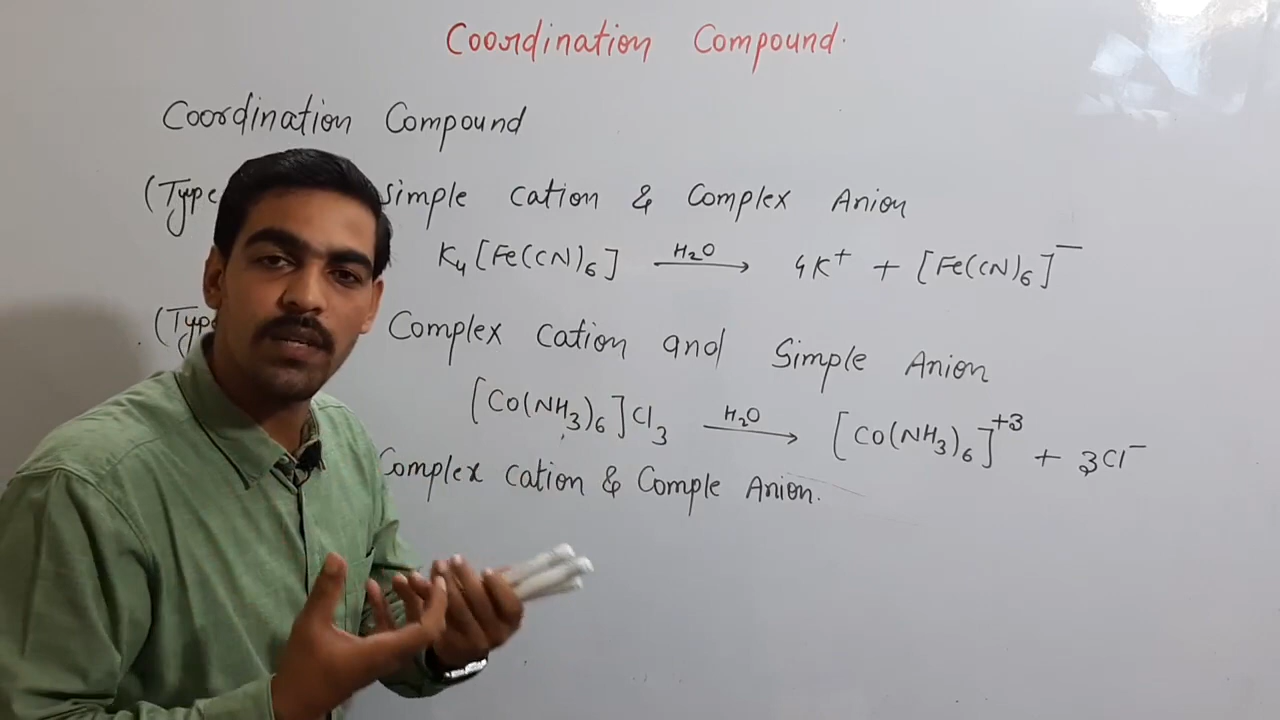 Coordination Compound.
Coordination Compound
(Type simple cation & Complex Anion
K₄[Fe(CN)₆] H₂O → 4K⁺ + [Fe(CN)₆]⁻
(Type Complex cation and Simple Anion
[Co(NH₃)₆]Cl₃ H₂O → [Co(NH₃)₆]⁺³ + 3Cl⁻
Complex cation & Comple Anion.